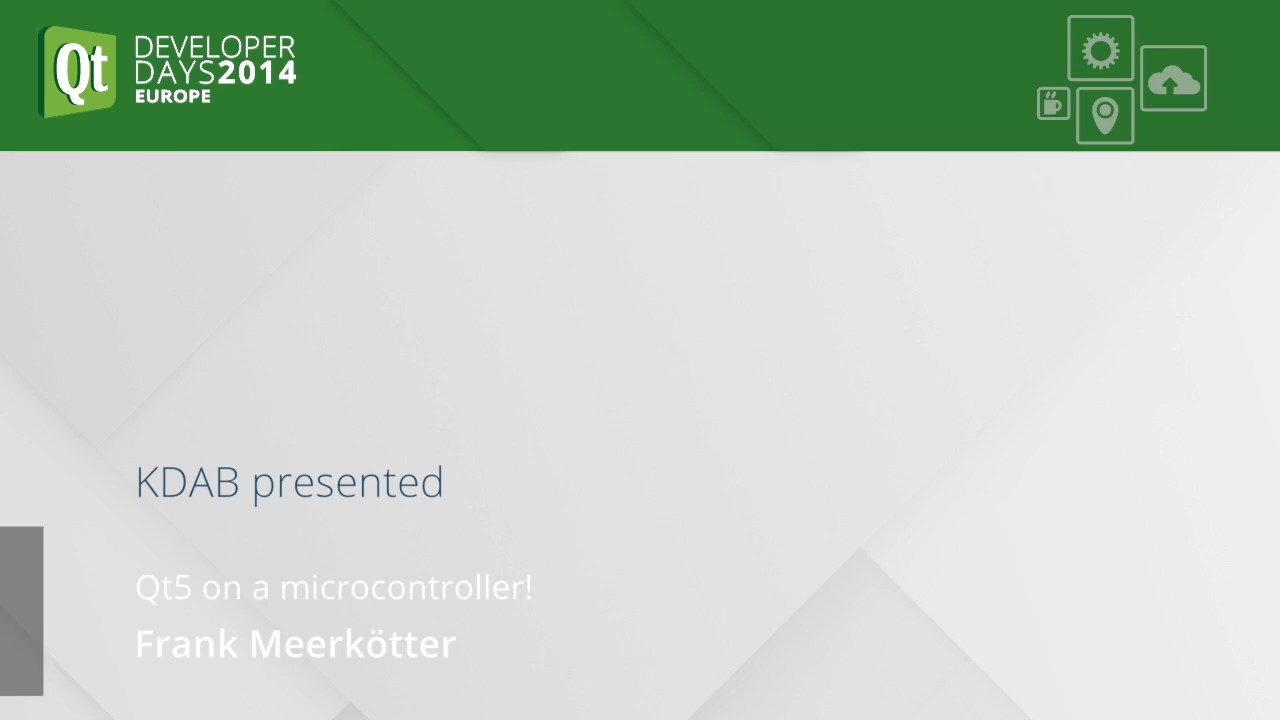 Qt
DEVELOPER
DAYS2014
EUROPE
KDAB presented
Qt5 on a microcontroller!
Frank Meerkötter